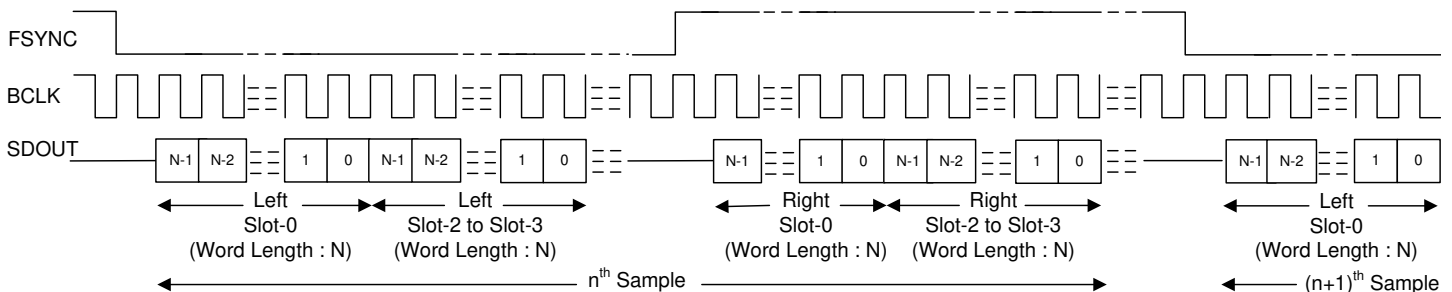 FSYNC
BCLK
SDOUT
N-1 N-2 1 0 N-1 N-2 1 0 N-1 1 0 N-1 N-2 1 0 N-1 N-2 1 0
Left Left Right Right Left
Slot-0 Slot-2 to Slot-3 Slot-0 Slot-2 to Slot-3 Slot-0
(Word Length : N) (Word Length : N) (Word Length : N) (Word Length : N) (Word Length : N)
nth Sample (n+1)th Sample